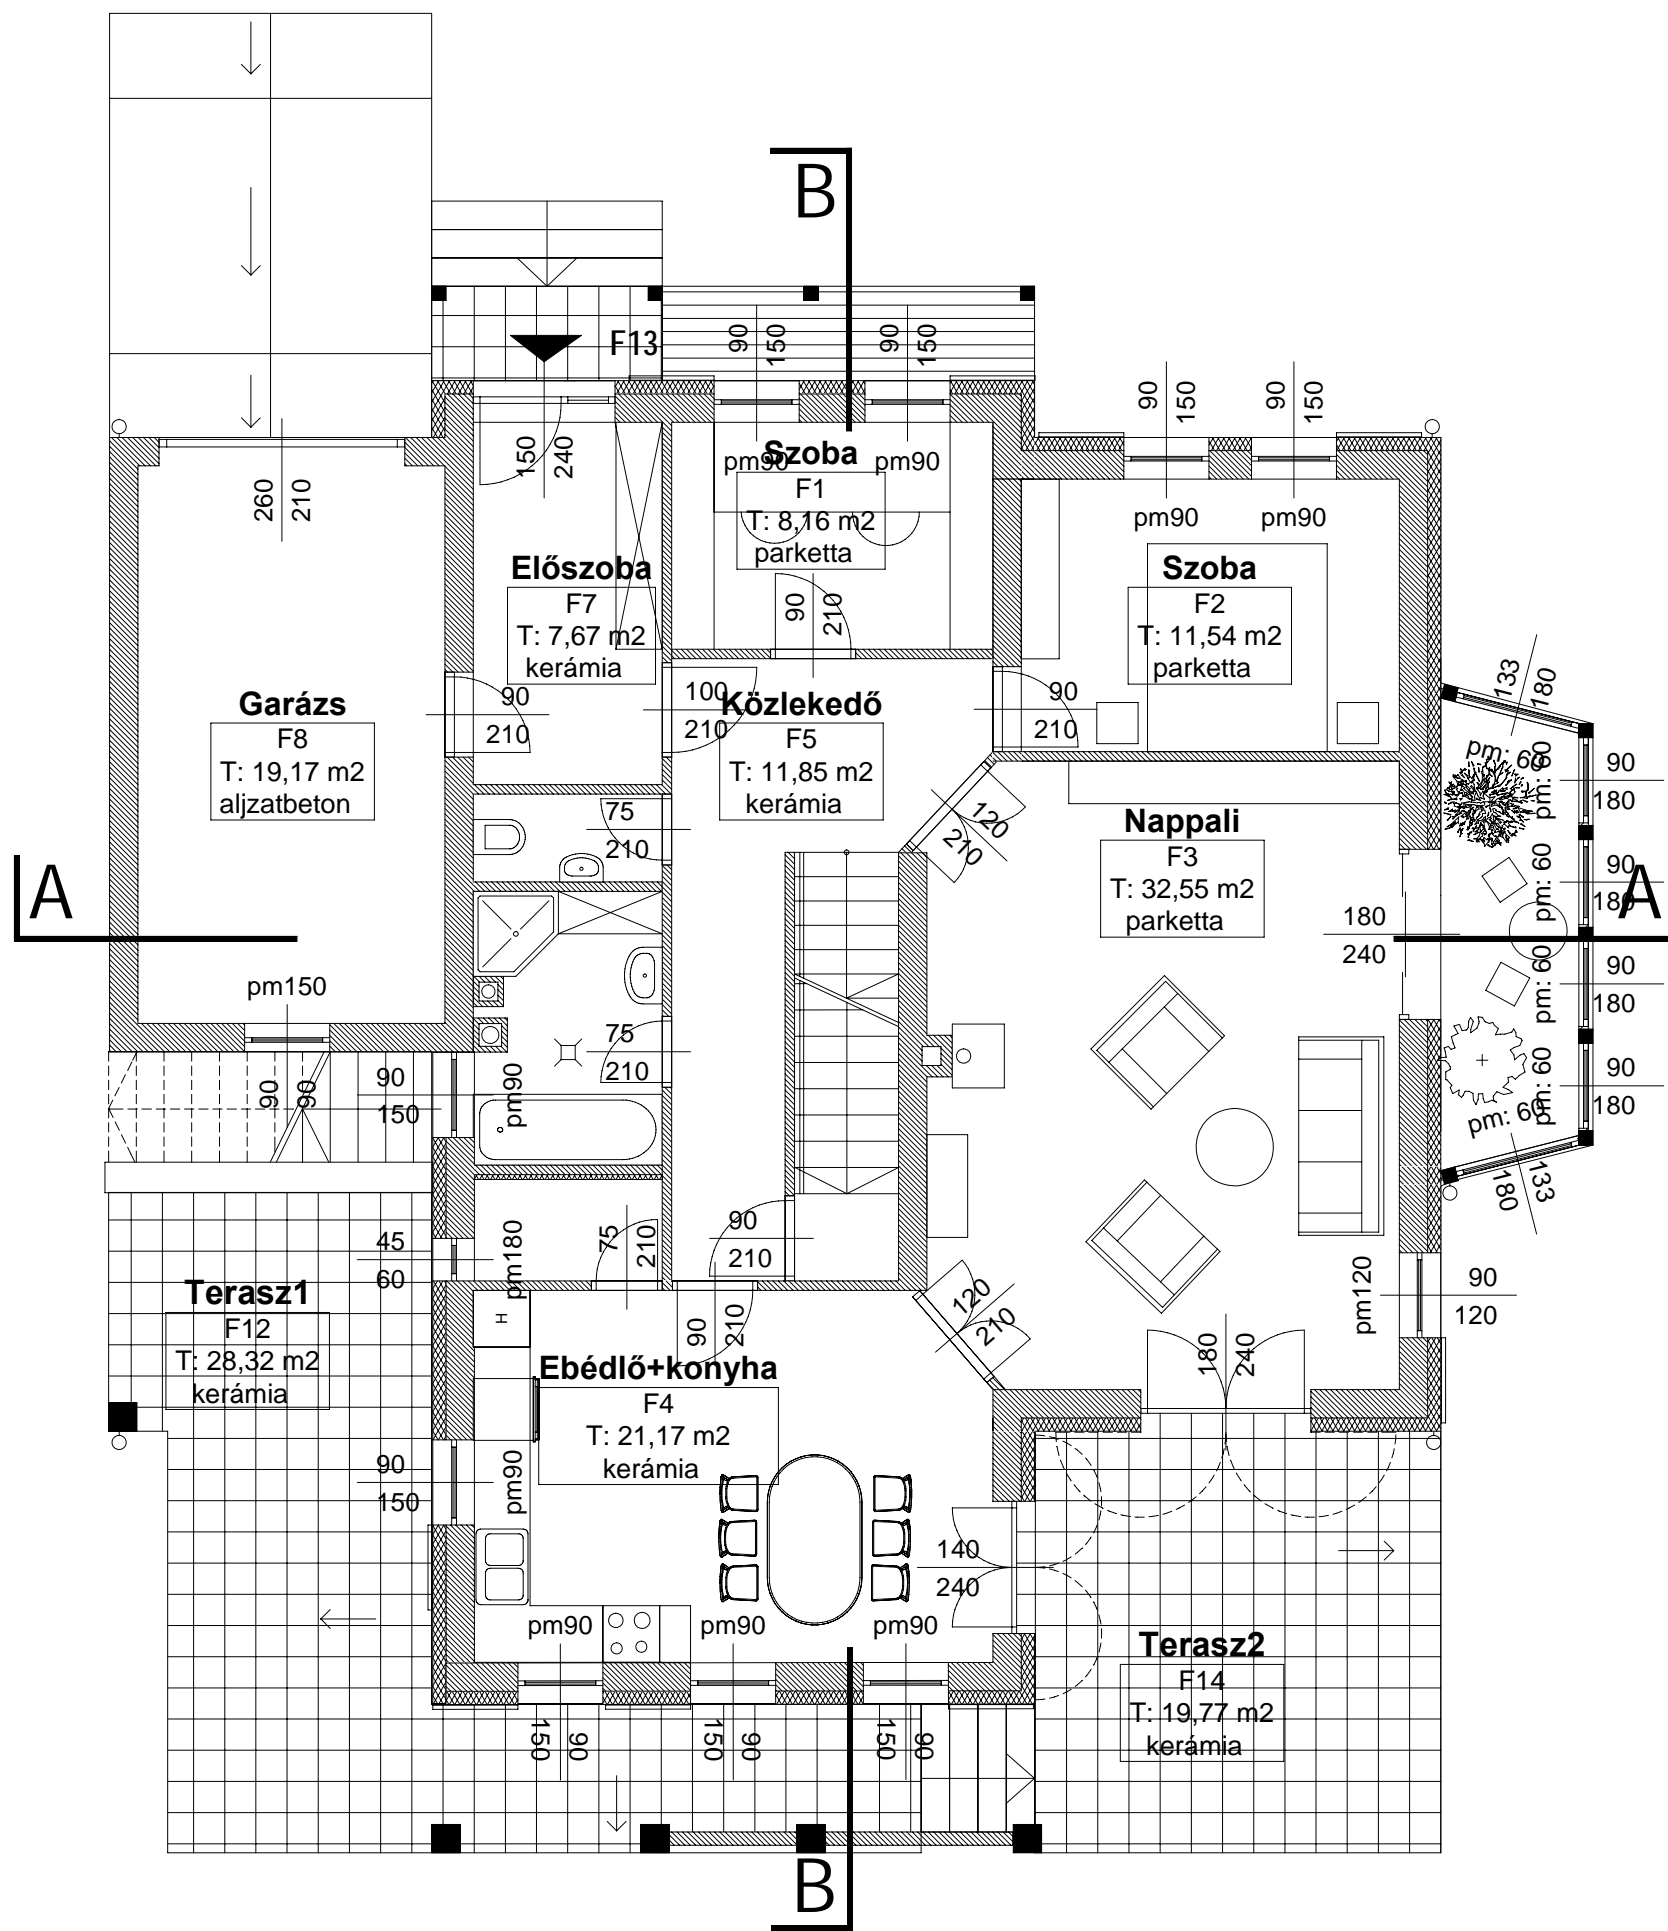 B
F13
90
150
90
150
90
150
90
150
150
240
260
210
pm90
Szoba
pm90
F1
T: 8,16 m2
parketta
pm90
pm90
Előszoba
F7
T: 7,67 m2
kerámia
90
210
Szoba
F2
T: 11,54 m2
parketta
133
180
Garázs
F8
T: 19,17 m2
aljzatbeton
90
210
100
210
Közlekedő
F5
T: 11,85 m2
kerámia
90
210
pm: 60
pm: 60
90
180
75
210
120
210
Nappali
F3
T: 32,55 m2
parketta
pm: 60
90
180
A
A
180
240
pm150
pm: 60
90
180
90
90
90
150
pm90
75
210
pm: 60
90
180
pm: 60
133
180
45
60
pm180
75
210
90
210
120
210
pm120
90
120
Terasz1
F12
T: 28,32 m2
kerámia
H
90
210
180
240
Ebédlő+konyha
F4
T: 21,17 m2
kerámia
90
150
pm90
140
240
pm90
pm90
pm90
Terasz2
F14
T: 19,77 m2
kerámia
150
90
150
90
150
90
B